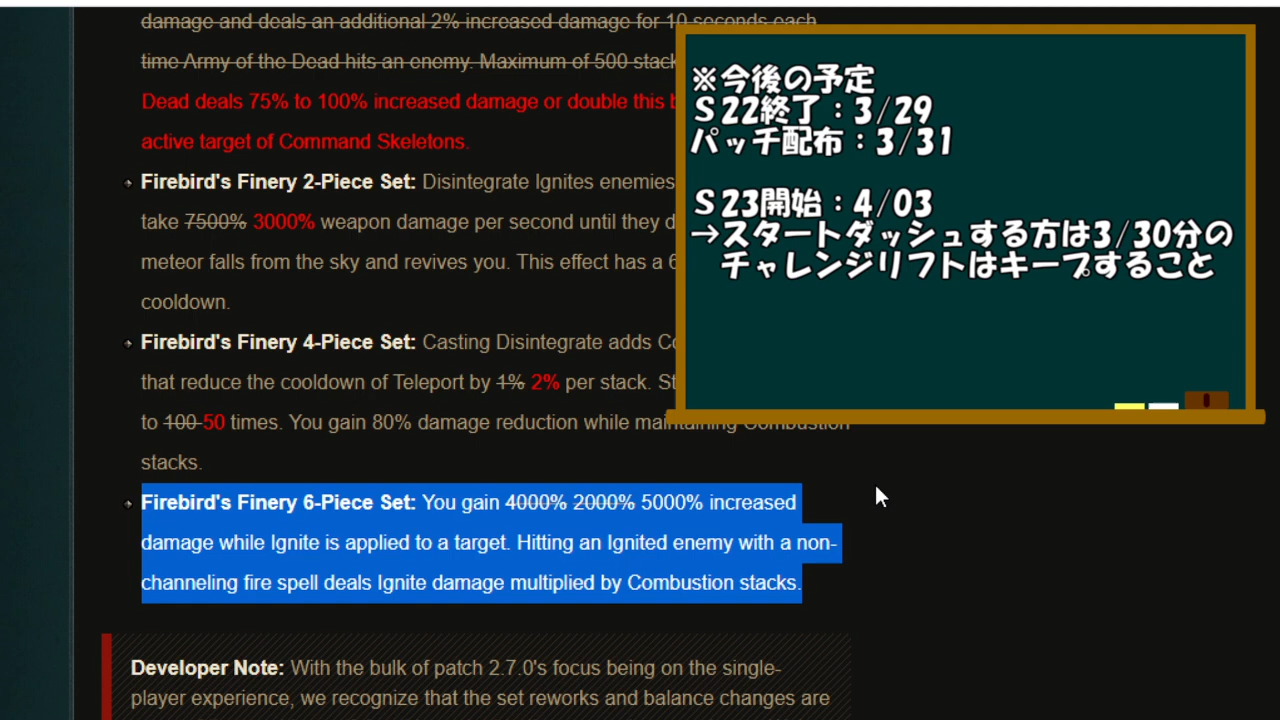 damage and deals an additional 2% increased damage for 10 seconds each
time Army of the Dead hits an enemy. Maximum of 500 stack
Dead deals 75% to 100% increased damage or double this b
active target of Command Skeletons.
Firebird's Finery 2-Piece Set: Disintegrate Ignites enemies
take 7500% 3000% weapon damage per second until they d
meteor falls from the sky and revives you. This effect has a 6
cooldown.
Firebird's Finery 4-Piece Set: Casting Disintegrate adds Co
that reduce the cooldown of Teleport by 1% 2% per stack. St
to 100 50 times. You gain 80% damage reduction while maintaining Combustion
stacks.
Firebird's Finery 6-Piece Set: You gain 4000% 2000% 5000% increased
damage while Ignite is applied to a target. Hitting an Ignited enemy with a non-
channeling fire spell deals Ignite damage multiplied by Combustion stacks.
Developer Note: With the bulk of patch 2.7.0's focus being on the single-
player experience, we recognize that the set reworks and balance changes are
※今後の予定
S22終了：3/29
パッチ配布：3/31
S23開始：4/03
→スタートダッシュする方は3/30分の
チャレンジリフトはキープすること